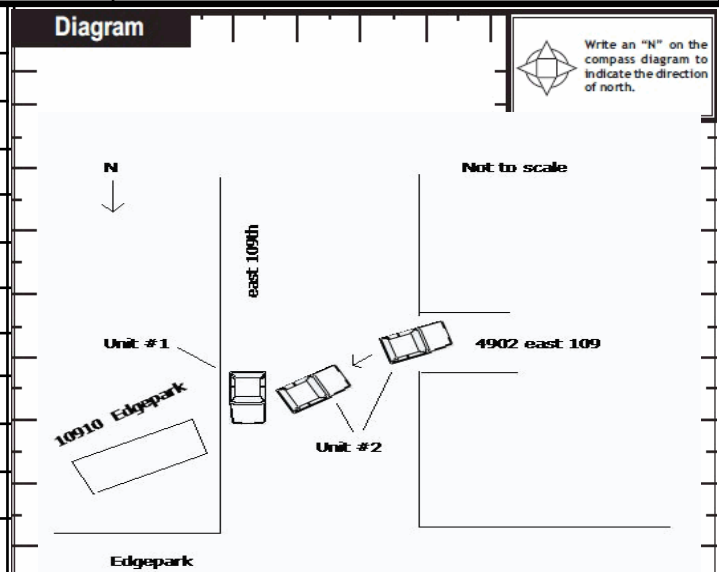 Diagram
Write an “N” on the
compass diagram to
indicate the direction
of north.
N
Not to scale
east 109th
Unit #1
4902 east 109
10910 Edgepark
Unit #2
Edgepark